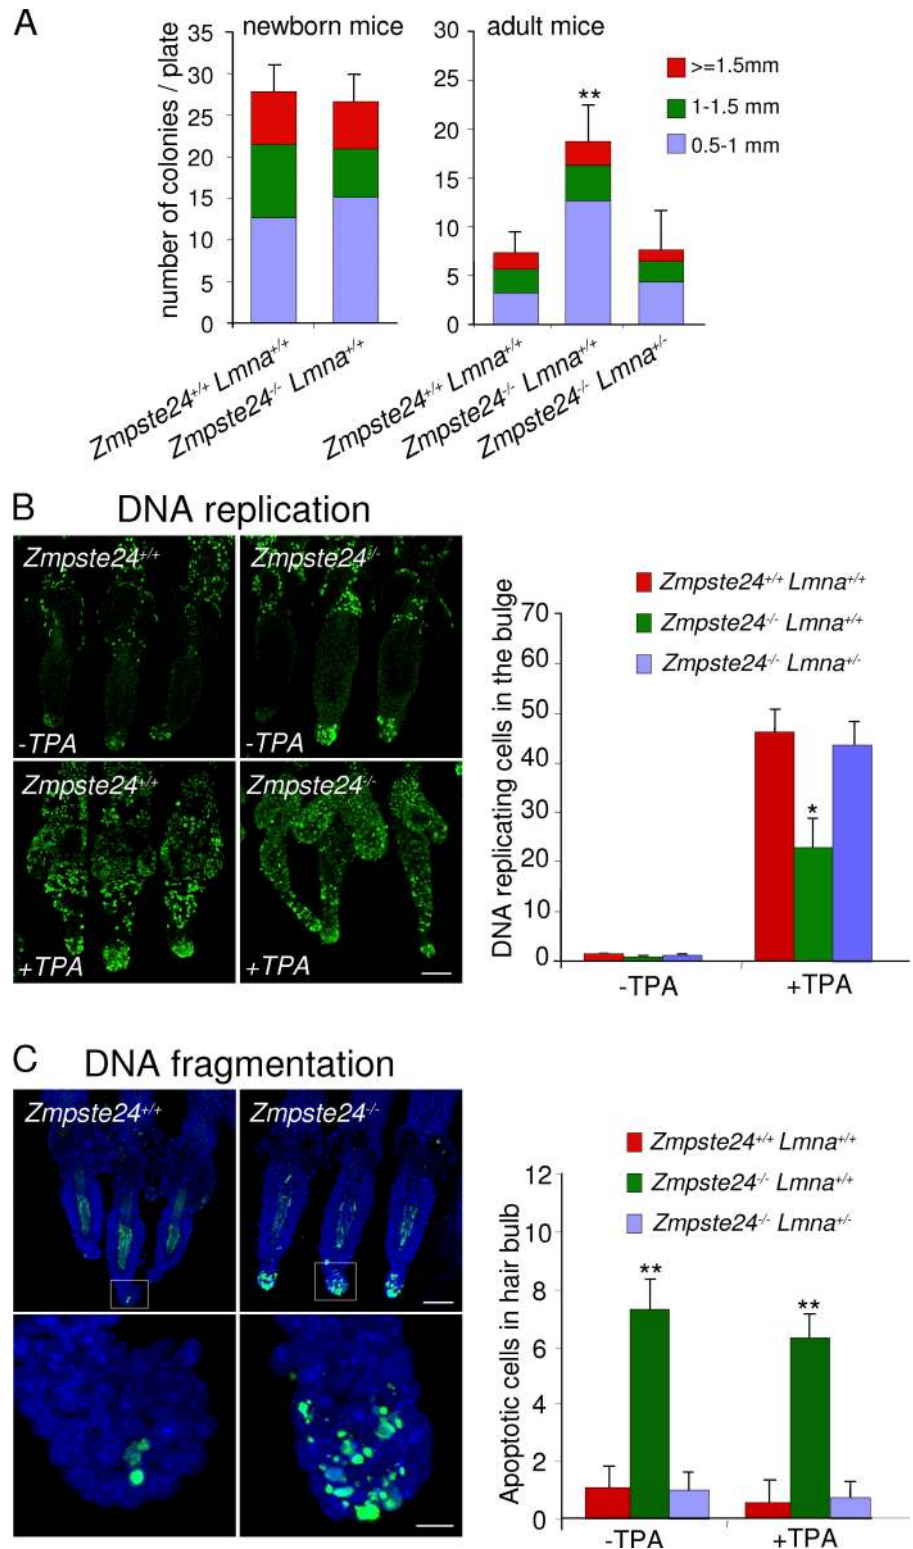 A
newborn mice
adult mice
number of colonies / plate
35
30
25
20
15
10
5
0
30
25
20
15
10
5
0
**
>=1.5mm
1-1.5 mm
0.5-1 mm
Zmpste24+/+ Lmna+/+
Zmpste24-/- Lmna+/+
Zmpste24+/+ Lmna+/+
Zmpste24-/- Lmna+/+
Zmpste24-/- Lmna+/-
B
DNA replication
Zmpste24+/+
Zmpste24-/-
-TPA
-TPA
Zmpste24+/+
Zmpste24-/-
+TPA
+TPA
Zmpste24+/+ Lmna+/+
Zmpste24-/- Lmna+/+
Zmpste24-/- Lmna+/-
DNA replicating cells in the bulge
70
60
50
40
30
20
10
0
*
-TPA
+TPA
C
DNA fragmentation
Zmpste24+/+
Zmpste24-/-
Zmpste24+/+ Lmna+/+
Zmpste24-/- Lmna+/+
Zmpste24-/- Lmna+/-
Apoptotic cells in hair bulb
12
10
8
6
4
2
0
**
**
-TPA
+TPA